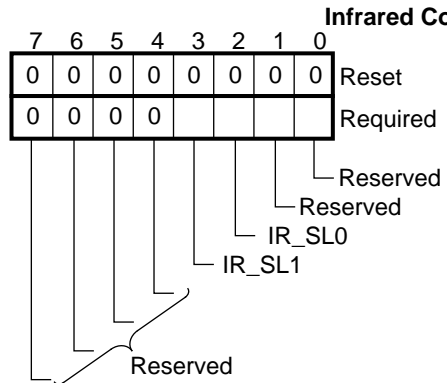 Infrared Co
7 6 5 4 3 2 1 0
0 0 0 0 0 0 0 0 Reset
0 0 0 0 Required
Reserved
Reserved
IR_SL0
IR_SL1
Reserved